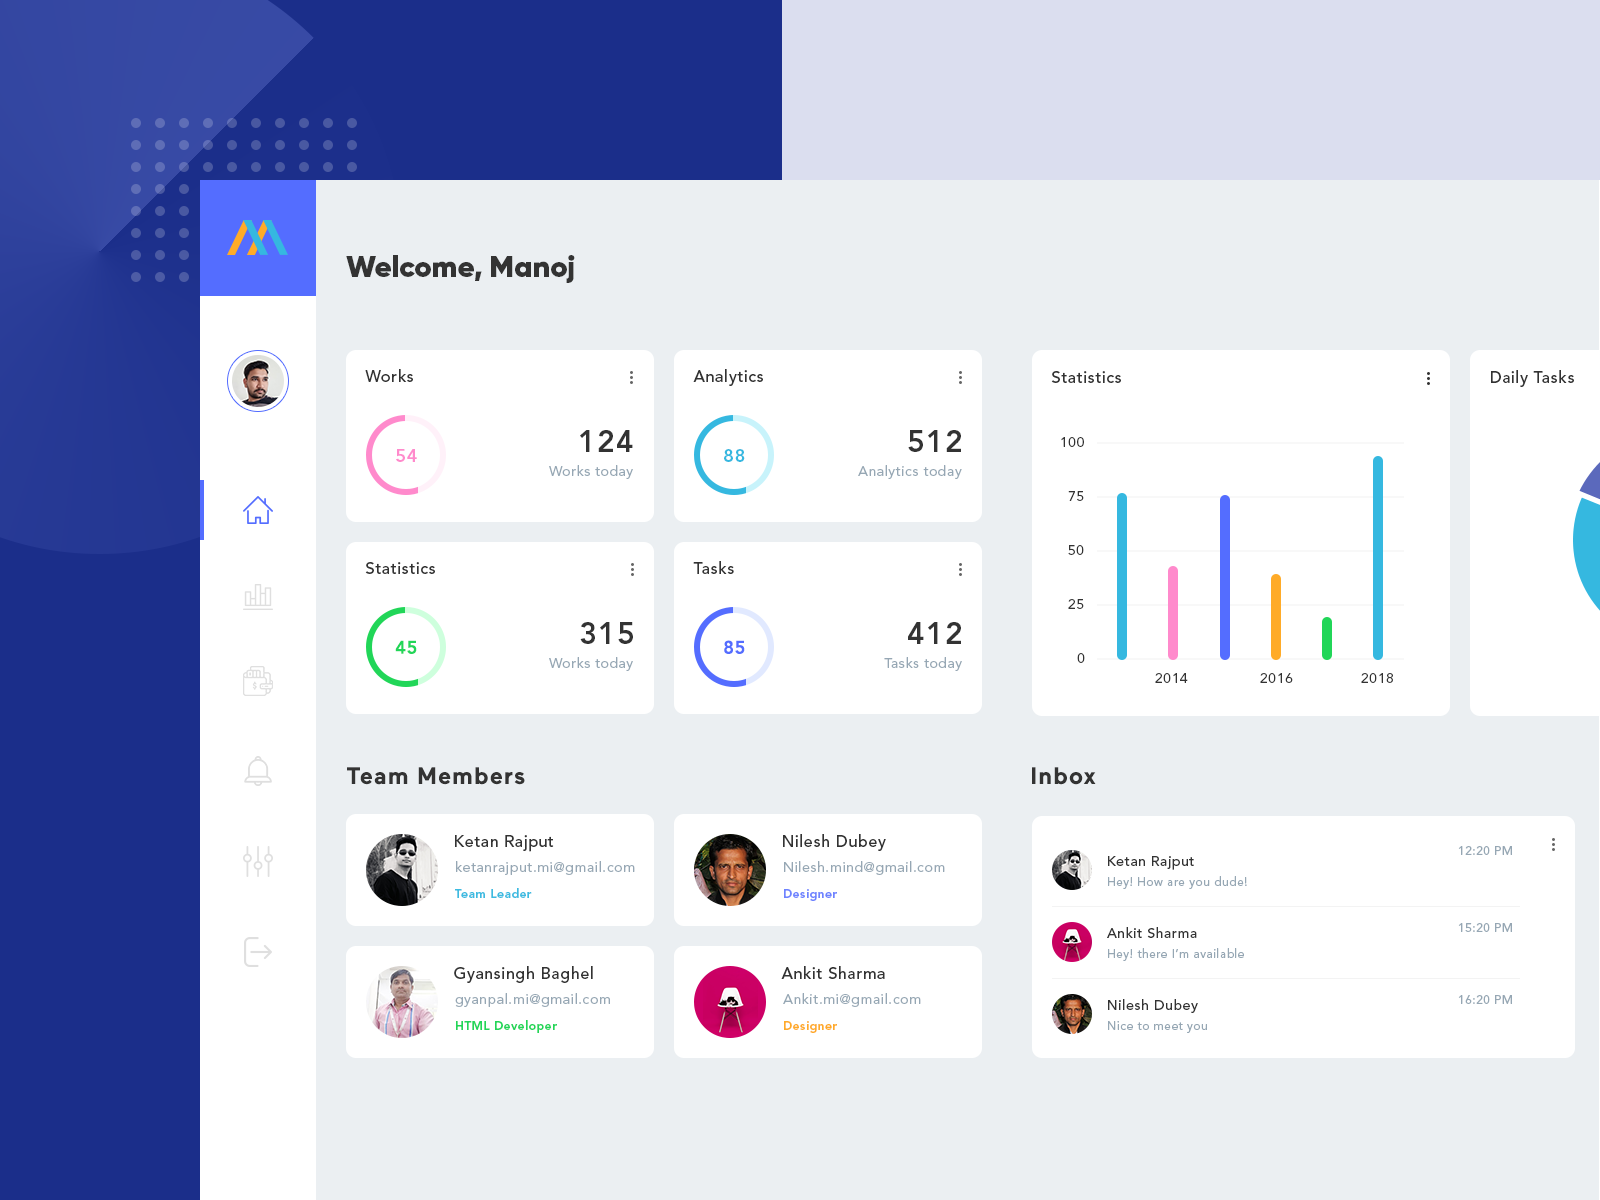 Welcome, Manoj
Works
54
124
Works today
Analytics
88
512
Analytics today
Statistics
45
315
Works today
Tasks
85
412
Tasks today
Statistics
100
75
50
25
0
2014
2016
2018
Daily Tasks
Team Members
Ketan Rajput
ketanrajput.mi@gmail.com
Team Leader
Nilesh Dubey
Nilesh.mind@gmail.com
Designer
Gyansingh Baghel
gyanpal.mi@gmail.com
HTML Developer
Ankit Sharma
Ankit.mi@gmail.com
Designer
Inbox
Ketan Rajput
12:20 PM
Hey! How are you dude!
Ankit Sharma
15:20 PM
Hey! there I’m available
Nilesh Dubey
16:20 PM
Nice to meet you